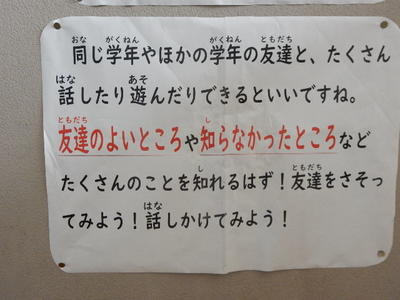 同じ学年やほかの学年の友達と、たくさん
話したり遊んだりできるといいですね。
友達のよいところや知らなかったところなど
たくさんのことを知れるはず！友達をさそっ
てみよう！話しかけてみよう！